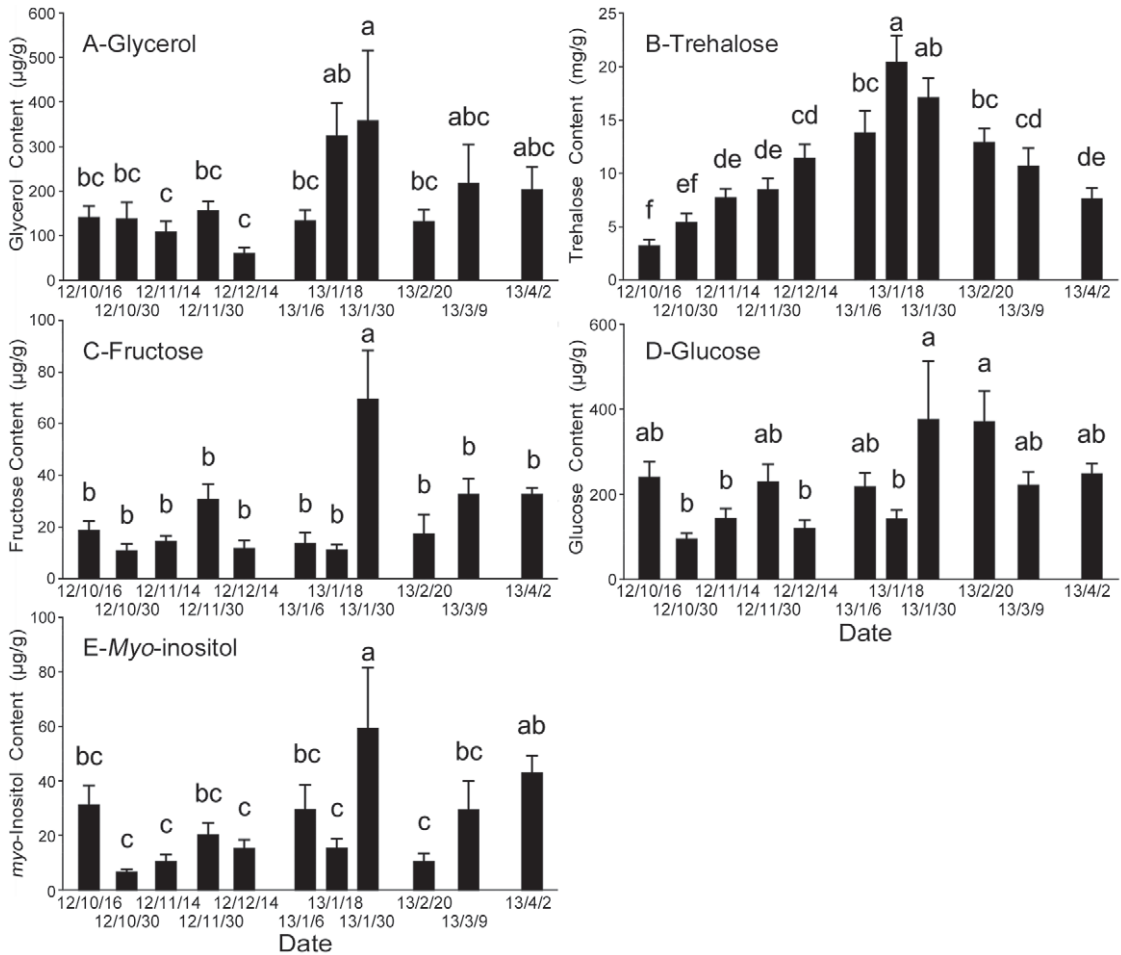 A-Glycerol
Glycerol Content (µg/g)
600
500
400
300
200
100
0
bc
bc
c
bc
c
bc
ab
a
bc
abc
abc
12/10/16
12/10/30
12/11/14
12/11/30
12/12/14
13/1/6
13/1/18
13/1/30
13/2/20
13/3/9
13/4/2
B-Trehalose
Trehalose Content (mg/g)
25
20
15
10
5
0
f
ef
de
de
cd
bc
a
ab
bc
cd
de
12/10/16
12/10/30
12/11/14
12/11/30
12/12/14
13/1/6
13/1/18
13/1/30
13/2/20
13/3/9
13/4/2
C-Fructose
Fructose Content (µg/g)
100
80
60
40
20
0
b
b
b
b
b
b
b
a
b
b
b
12/10/16
12/10/30
12/11/14
12/11/30
12/12/14
13/1/6
13/1/18
13/1/30
13/2/20
13/3/9
13/4/2
D-Glucose
Glucose Content (µg/g)
600
400
200
0
ab
b
b
ab
b
ab
b
a
a
ab
ab
12/10/16
12/10/30
12/11/14
12/11/30
12/12/14
13/1/6
13/1/18
13/1/30
13/2/20
13/3/9
13/4/2
Date
E-Myo-inositol
myo-Inositol Content (µg/g)
100
80
60
40
20
0
bc
c
c
bc
c
bc
c
a
c
bc
ab
12/10/16
12/10/30
12/11/14
12/11/30
12/12/14
13/1/6
13/1/18
13/1/30
13/2/20
13/3/9
13/4/2
Date